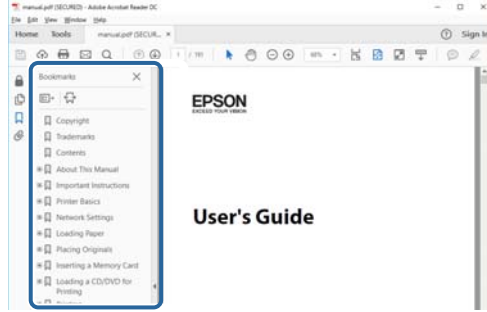 manual.pdf (SECURED) - Adobe Acrobat Reader DC
File Edit View Window Help
Home Tools manual.pdf (SECUR... ×
Sign In
1 / 191
Bookmarks
EPSON
EXCEED YOUR VISION
Copyright
Trademarks
Contents
About This Manual
Important Instructions
Printer Basics
Network Settings
Loading Paper
Placing Originals
Inserting a Memory Card
Loading a CD/DVD for
Printing
User's Guide